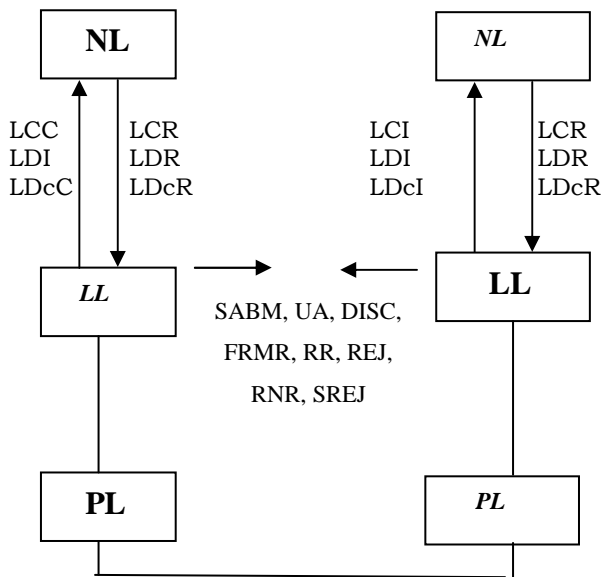 NL
NL
LCC
LDI
LDcC
LCR
LDR
LDcR
LCI
LDI
LDcI
LCR
LDR
LDcR
LL
LL
SABM, UA, DISC,
FRMR, RR, REJ,
RNR, SREJ
PL
PL